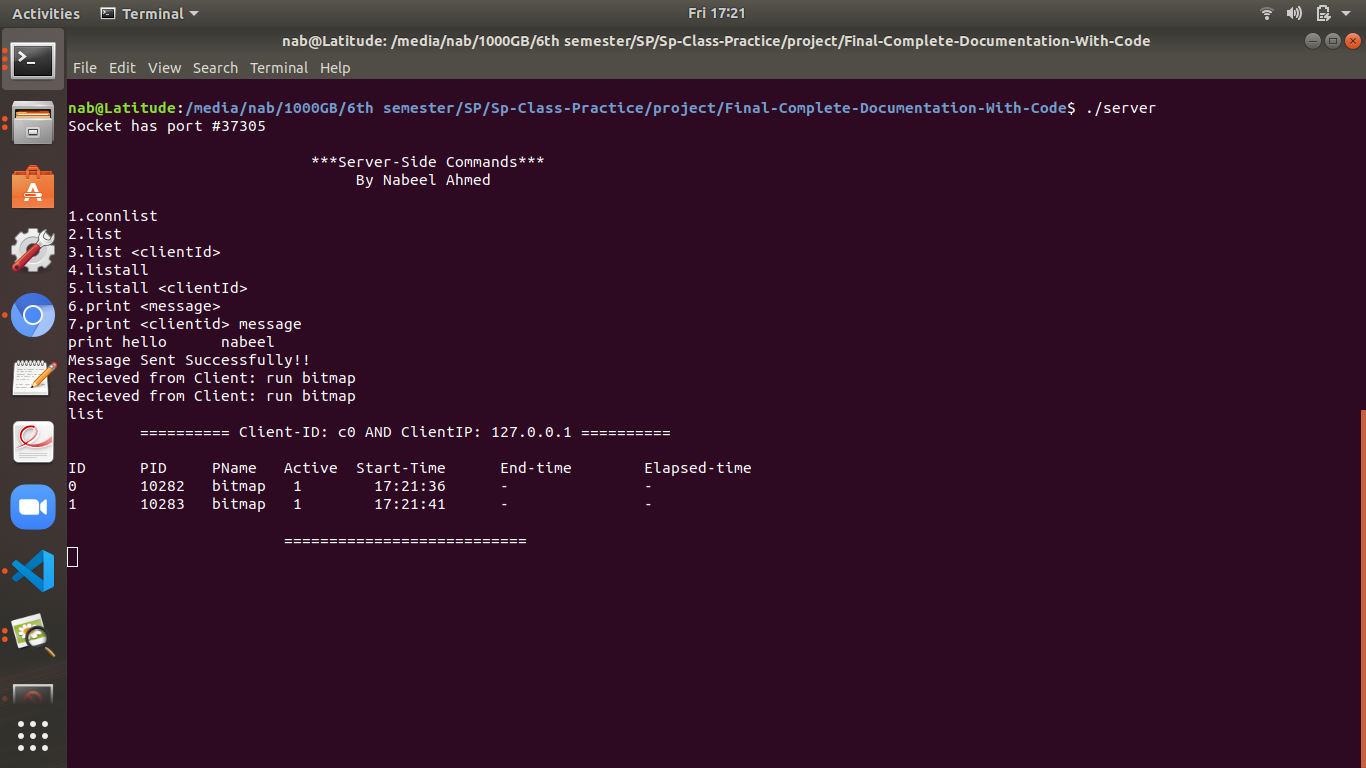 Activities Terminal Fri 17:21
nab@Latitude: /media/nab/1000GB/6th semester/SP/Sp-Class-Practice/project/Final-Complete-Documentation-With-Code
File Edit View Search Terminal Help
nab@Latitude:/media/nab/1000GB/6th semester/SP/Sp-Class-Practice/project/Final-Complete-Documentation-With-Code$ ./server
Socket has port #37305
***Server-Side Commands***
By Nabeel Ahmed
1.connlist
2.list
3.list <clientId>
4.listall
5.listall <clientId>
6.print <message>
7.print <clientid> message
print hello nabeel
Message Sent Successfully!!
Recieved from Client: run bitmap
Recieved from Client: run bitmap
list
========== Client-ID: c0 AND ClientIP: 127.0.0.1 ==========
ID PID PName Active Start-Time End-time Elapsed-time
0 10282 bitmap 1 17:21:36 - -
1 10283 bitmap 1 17:21:41 - -
===========================